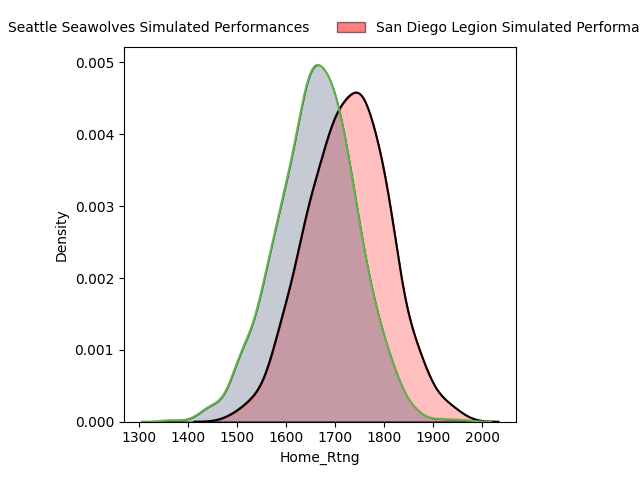 Seattle Seawolves Simulated Performances
San Diego Legion Simulated Performa
0.005
0.004
0.003
0.002
0.001
0.000
Density
1300 1400 1500 1600 1700 1800 1900 2000
Home_Rtng